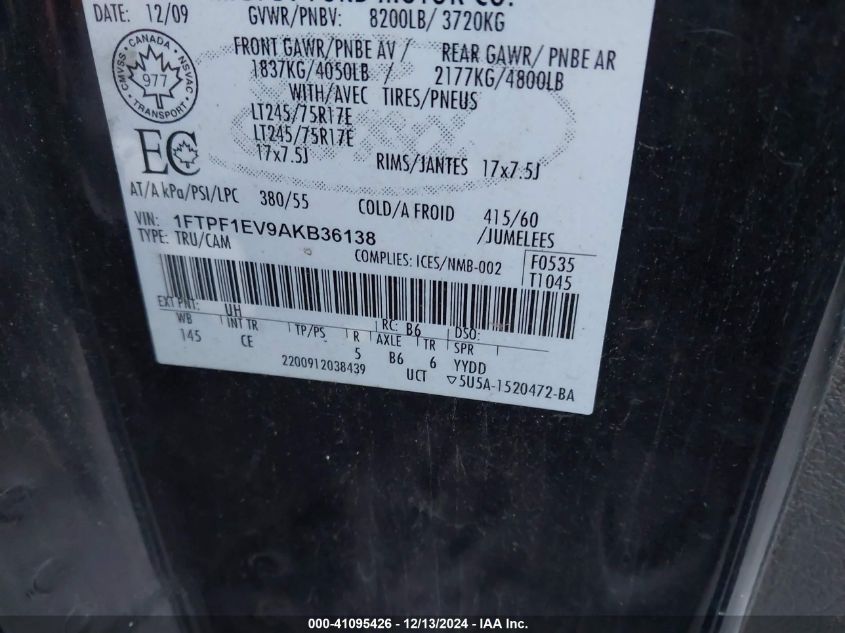 MOTOR CO.
DATE: 12/09 GVWR/PNBV: 8200LB/ 3720KG
FRONT GAWR/PNBE AV/ REAR GAWR/ PNBE AR
1837KG/4050LB / 2177KG/4800LB
WITH/AVEC TIRES/PNEUS
LT245/75R17E
LT245/75R17E
17x7.5J RIMS/JANTES 17x7.5J
CANADA
CMVSS 977 NSVAC
TRANSPORT
EC
AT/A kPa/PSI/LPC 380/55 COLD/A FROID 415/60
VIN: 1FTPF1EV9AKB36138 /JUMELEES
TYPE: TRU/CAM
COMPLIES: ICES/NMB-002 F0535
T1045
EXT PNT: UH RC: B6 DSO:
WB INT TR TP/PS R AXLE TR SPR
145 CE 5 B6 6 YYDD
2200912038439 UCT ▽5U5A-1520472-BA
000-41095426 - 12/13/2024 - IAA Inc.